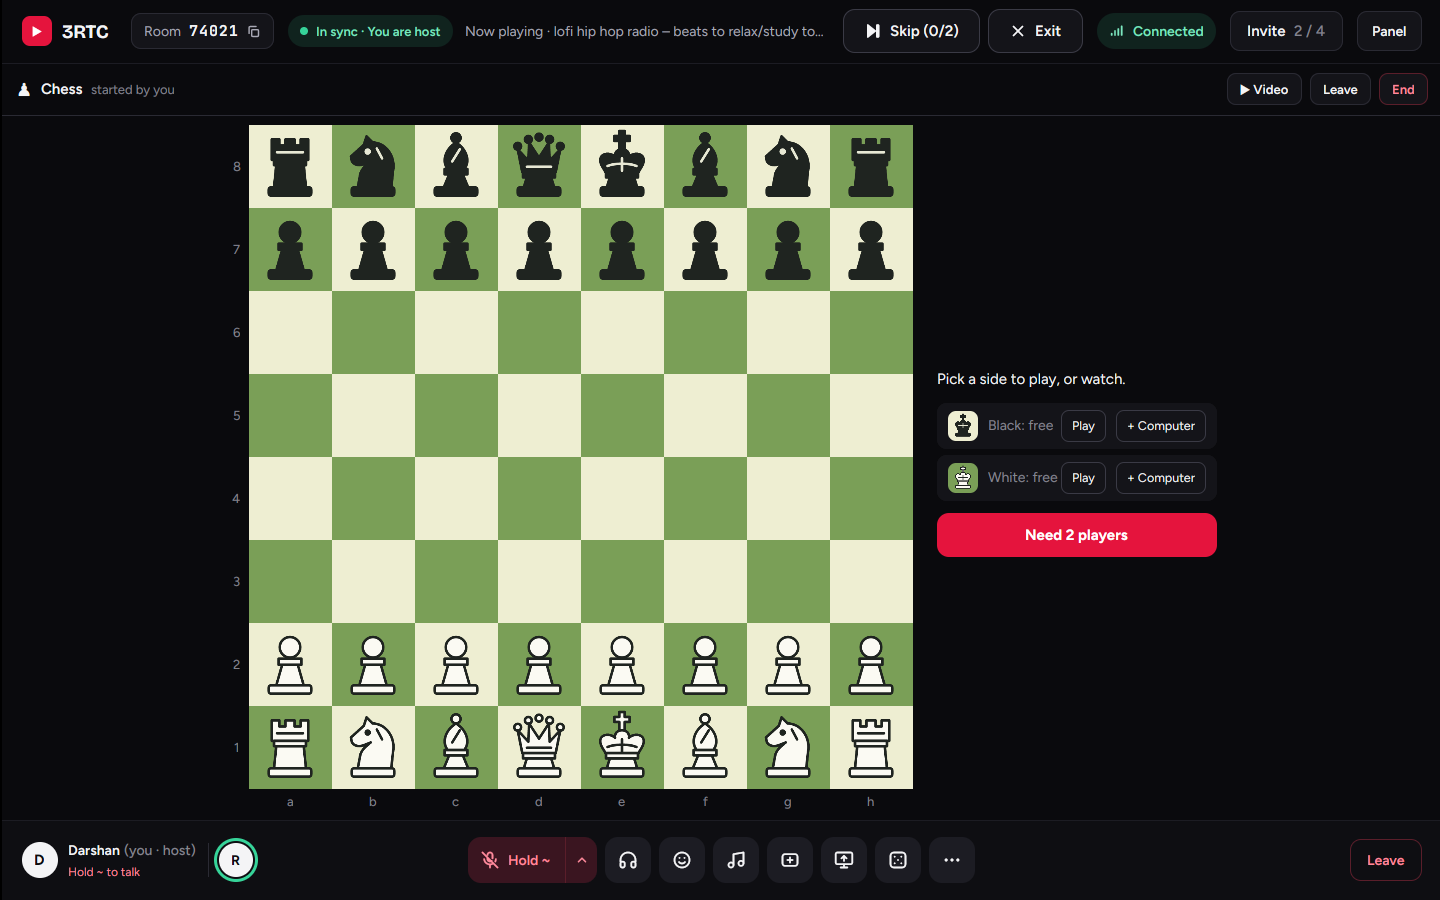 3RTC
Room 74021
In sync · You are host
Now playing · lofi hip hop radio – beats to relax/study to...
Skip (0/2)
Exit
Connected
Invite 2 / 4
Panel
Chess started by you
Video
Leave
End
8
7
6
5
4
3
2
1
a b c d e f g h
Pick a side to play, or watch.
Black: free Play + Computer
White: free Play + Computer
Need 2 players
D
Darshan (you · host)
Hold ~ to talk
R
Hold ~
Leave